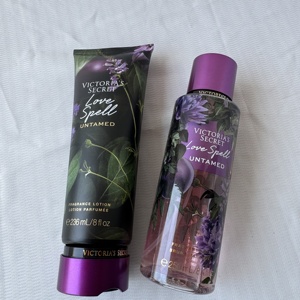 VICTORIA'S
SECRET
Love
Spell
UNTAMED
FRAGRANCE LOTION
LOTION PARFUMÉE
℮ 236 mL/8 fl oz
VICTORIA'S SECRET
VICTORIA'S
SECRET
Love Spell
UNTAMED